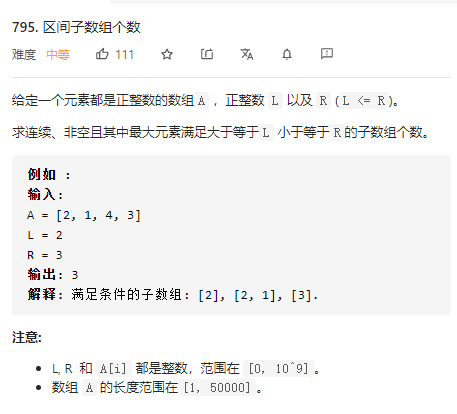 795. 区间子数组个数
难度 中等 111
给定一个元素都是正整数的数组 A ，正整数 L 以及 R ( L <= R )。
求连续、非空且其中最大元素满足大于等于 L 小于等于 R 的子数组个数。
例如 :
输入:
A = [2, 1, 4, 3]
L = 2
R = 3
输出: 3
解释: 满足条件的子数组: [2], [2, 1], [3].
注意:
L, R 和 A[i] 都是整数，范围在 [0, 10^9]。
数组 A 的长度范围在[1, 50000]。